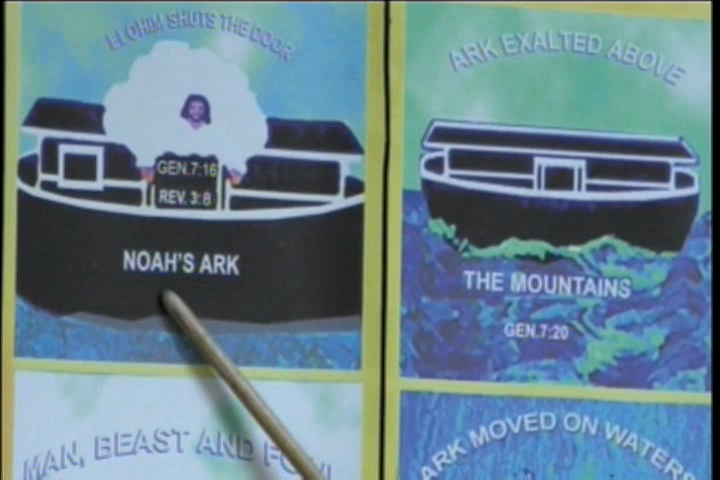 ELOHIM SHUTS THE DOOR
GEN.7:16
REV. 3:8
NOAH'S ARK
MAN, BEAST AND
ARK EXALTED ABOVE
THE MOUNTAINS
GEN.7:20
ARK MOVED ON WATERS